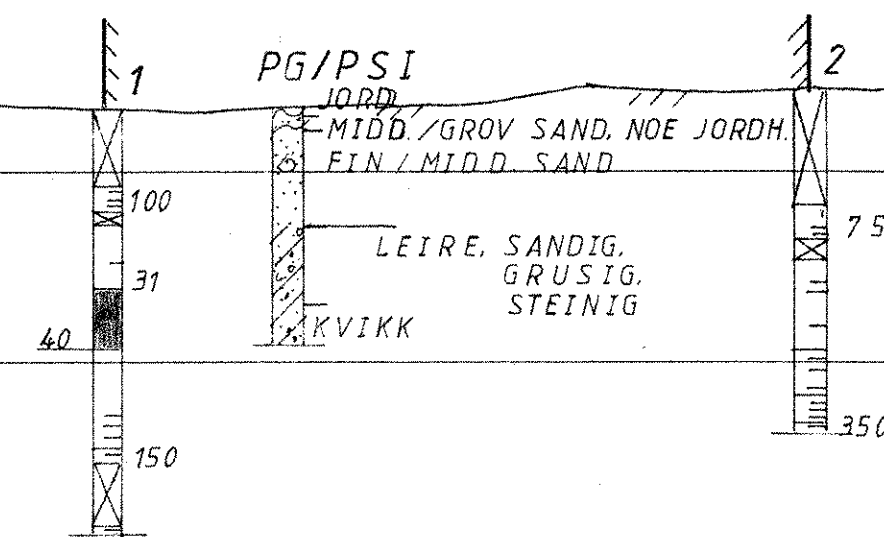 1
PG/PSI
2
JORD
MIDD./GROV SAND, NOE JORDH.
FIN/MIDD. SAND
100
75
LEIRE, SANDIG,
GRUSIG,
STEINIG
31
KVIKK
40
350
150